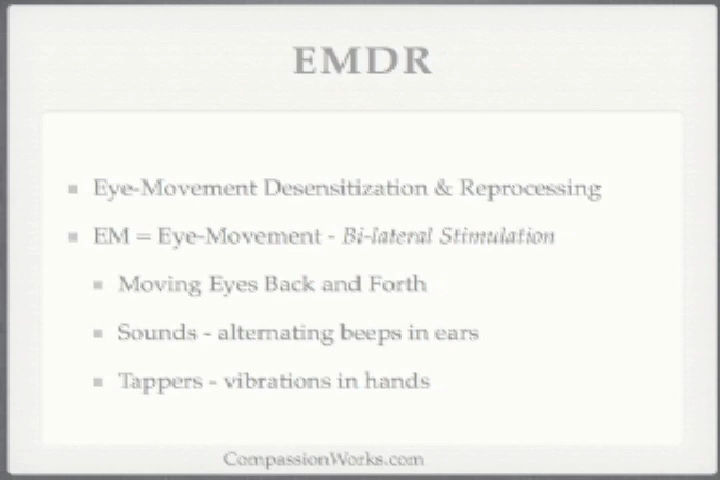 EMDR
Eye-Movement Desensitization & Reprocessing
EM = Eye-Movement - Bi-lateral Stimulation
Moving Eyes Back and Forth
Sounds - alternating beeps in ears
Tappers - vibrations in hands
CompassionWorks.com